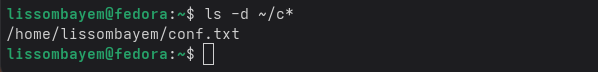 lissombayem@fedora:~$ ls -d ~/c*
/home/lissombayem/conf.txt
lissombayem@fedora:~$